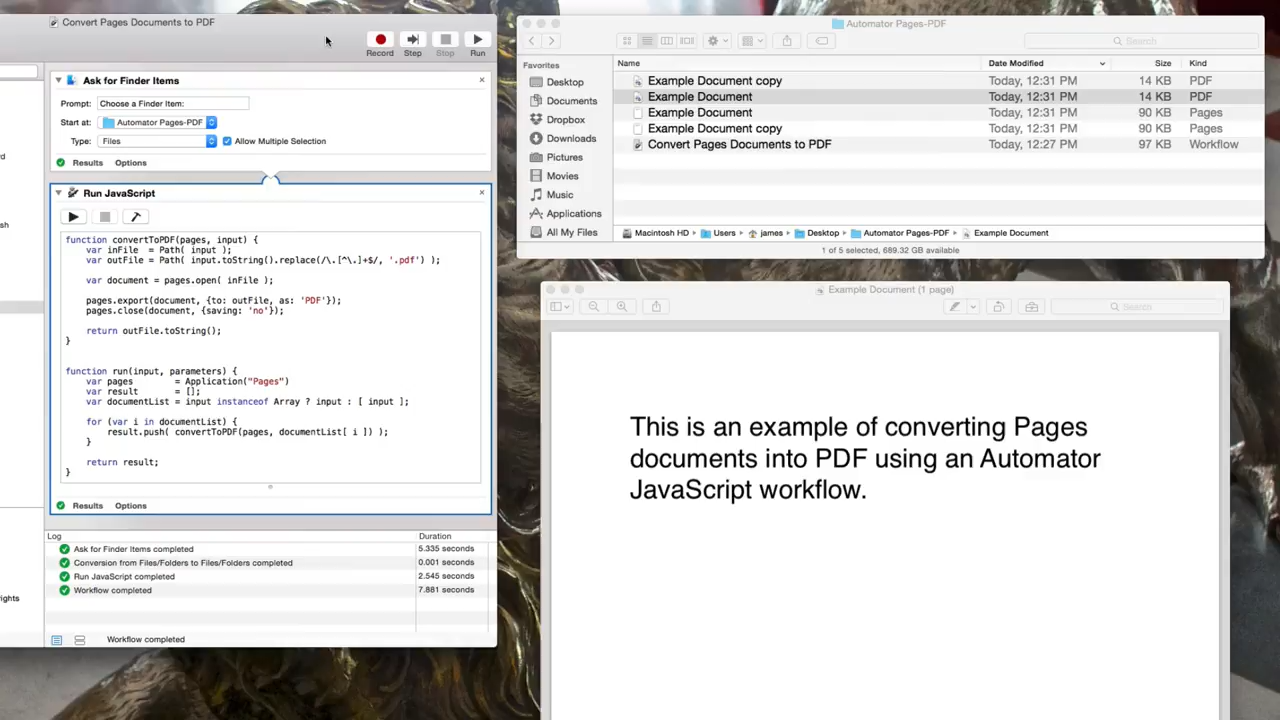 Convert Pages Documents to PDF
Record Step Stop Run
Ask for Finder Items
Prompt: Choose a Finder Item:
Start at: Automator Pages-PDF
Type: Files Allow Multiple Selection
Results Options
Run JavaScript
function convertToPDF(pages, input) {
var inFile = Path( input );
var outFile = Path( input.toString().replace(/\.[^\.]+$/, '.pdf') );
var document = pages.open( inFile );
pages.export(document, {to: outFile, as: 'PDF'});
pages.close(document, {saving: 'no'});
return outFile.toString();
}
function run(input, parameters) {
var pages = Application("Pages")
var result = [];
var documentList = input instanceof Array ? input : [ input ];
for (var i in documentList) {
result.push( convertToPDF(pages, documentList[ i ]) );
}
return result;
}
Results Options
Log Duration
Ask for Finder Items completed 5.335 seconds
Conversion from Files/Folders to Files/Folders completed 0.001 seconds
Run JavaScript completed 2.545 seconds
Workflow completed 7.881 seconds
Workflow completed
rd
sh
rights
Automator Pages-PDF
Search
Favorites
Desktop
Documents
Dropbox
Downloads
Pictures
Movies
Music
Applications
All My Files
Name Date Modified Size Kind
Example Document copy Today, 12:31 PM 14 KB PDF
Example Document Today, 12:31 PM 14 KB PDF
Example Document Today, 12:31 PM 90 KB Pages
Example Document copy Today, 12:31 PM 90 KB Pages
Convert Pages Documents to PDF Today, 12:27 PM 97 KB Workflow
Macintosh HD Users james Desktop Automator Pages-PDF Example Document
1 of 5 selected, 689.32 GB available
Example Document (1 page)
Search
This is an example of converting Pages
documents into PDF using an Automator
JavaScript workflow.